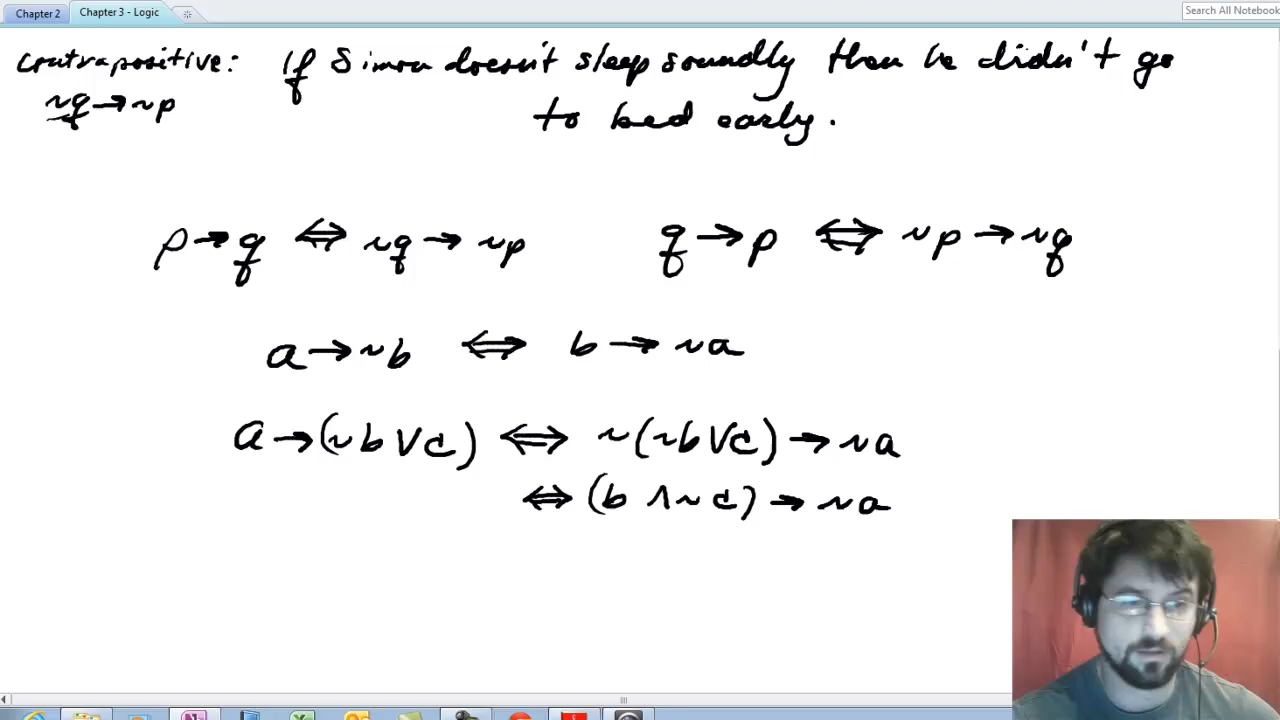 Chapter 2
Chapter 3 - Logic
Search All Notebook
contrapositive: If Simon doesn't sleep soundly then he didn't go
~q → ~p
to bed early.
p → q ⇔ ~q → ~p
q → p ⇔ ~p → ~q
a → ~b ⇔ b → ~a
a → (~b ∨ c) ⇔ ~(~b ∨ c) → ~a
⇔ (b ∧ ~c) → ~a